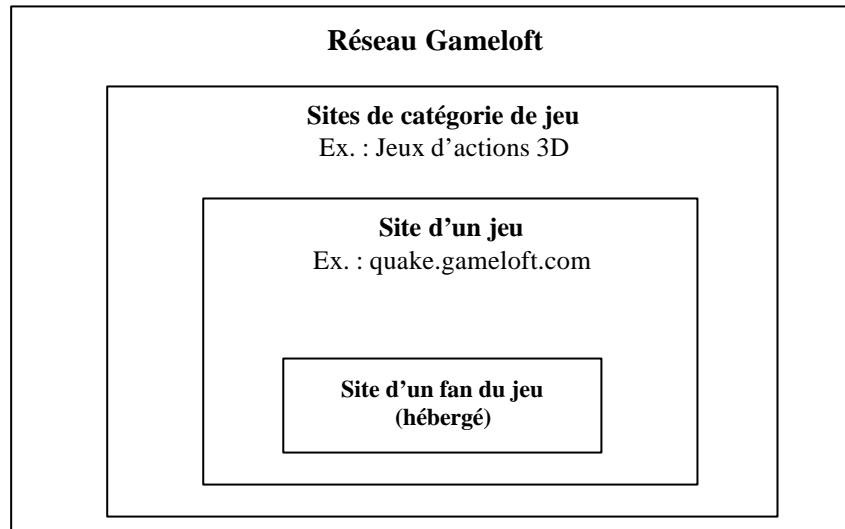 Réseau Gameloft
Sites de catégorie de jeu
Ex. : Jeux d’actions 3D
Site d’un jeu
Ex. : quake.gameloft.com
Site d’un fan du jeu
(hébergé)